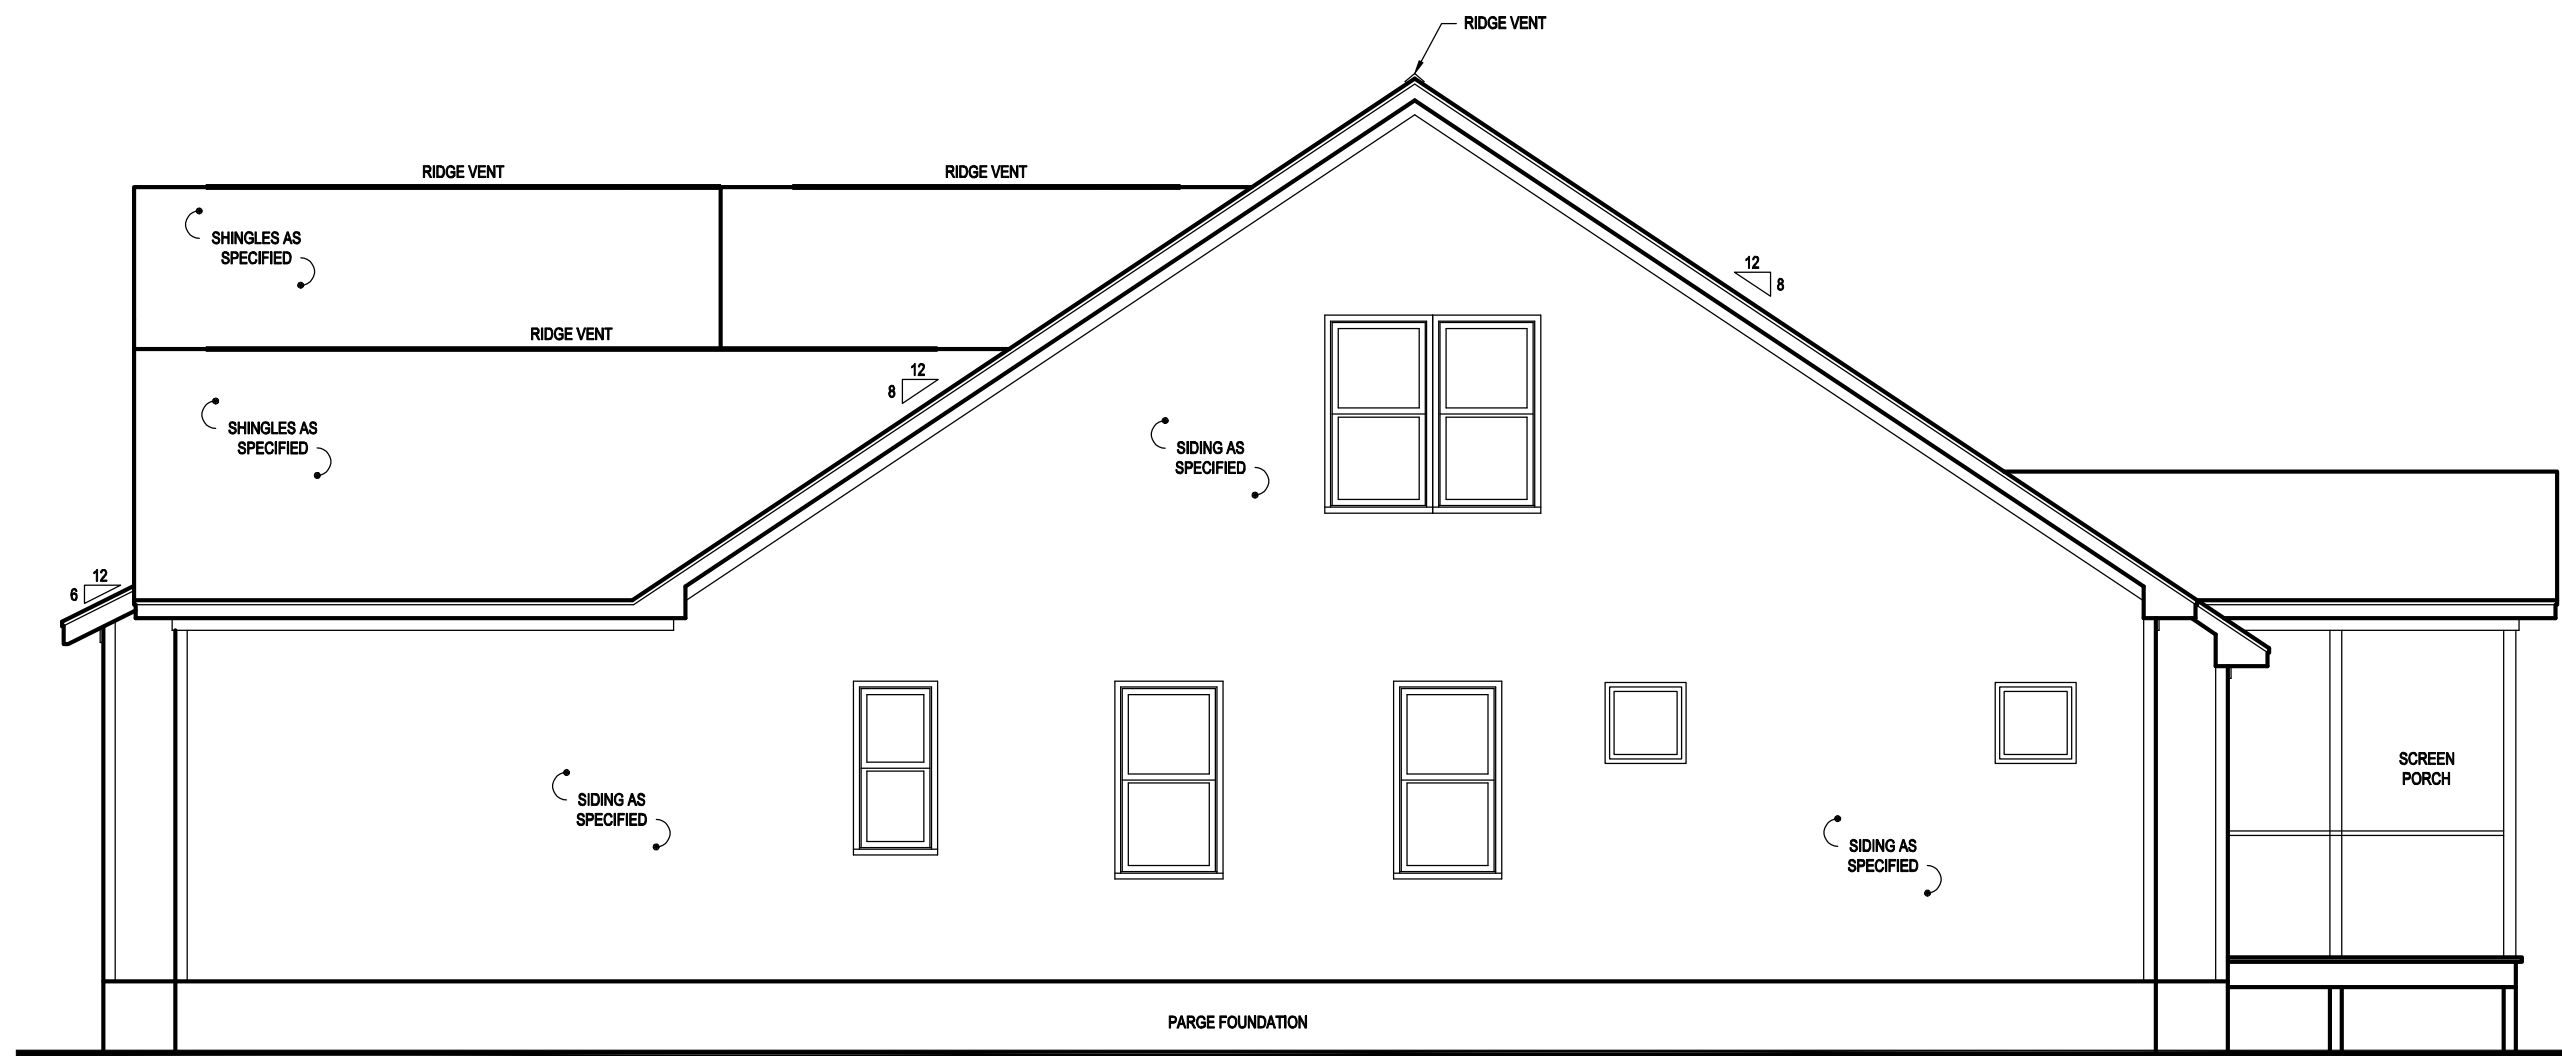 RIDGE VENT
RIDGE VENT
RIDGE VENT
SHINGLES AS
SPECIFIED
12
8
RIDGE VENT
12
8
SHINGLES AS
SPECIFIED
SIDING AS
SPECIFIED
12
6
SCREEN
PORCH
SIDING AS
SPECIFIED
SIDING AS
SPECIFIED
PARGE FOUNDATION